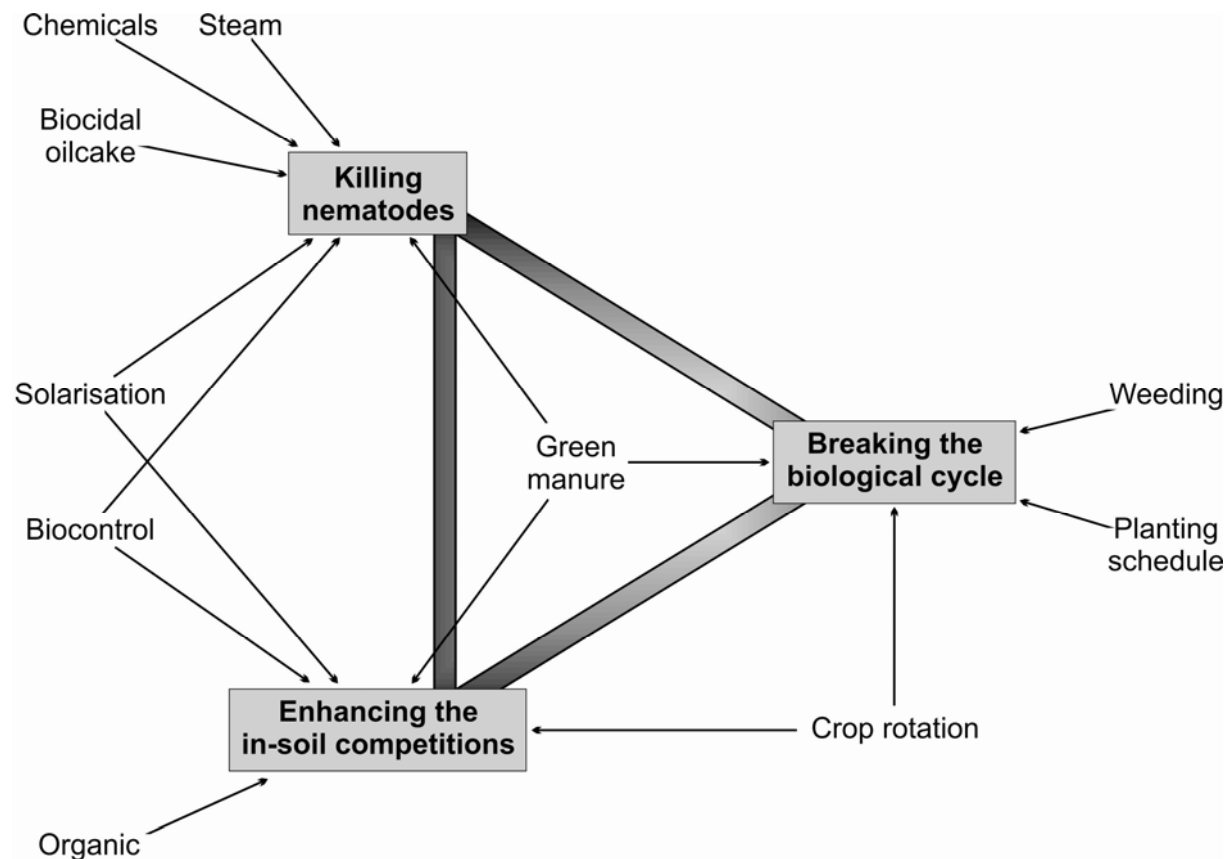 Chemicals
Steam
Biocidal
oilcake
Killing
nematodes
Solarisation
Green
manure
Weeding
Breaking the
biological cycle
Biocontrol
Planting
schedule
Enhancing the
in-soil competitions
Crop rotation
Organic